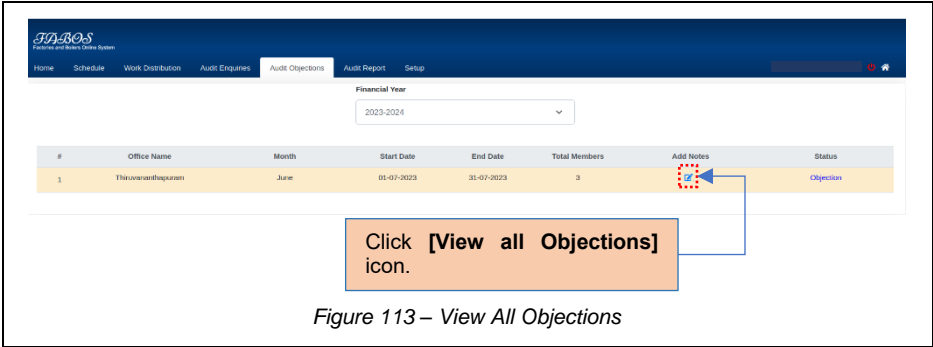 FABOS
Factories and Boilers Online System
Home Schedule Work Distribution Audit Enquiries Audit Objections Audit Report Setup
Financial Year
2023-2024
# Office Name Month Start Date End Date Total Members Add Notes Status
1 Thiruvananthapuram June 01-07-2023 31-07-2023 3 Objection
Click [View all Objections]
icon.
Figure 113 – View All Objections